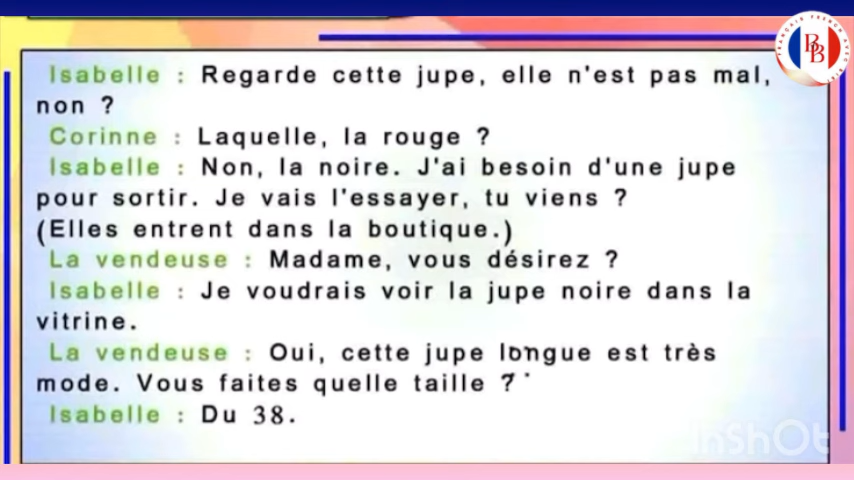 Isabelle : Regarde cette jupe, elle n'est pas mal,
non ?
Corinne : Laquelle, la rouge ?
Isabelle : Non, la noire. J'ai besoin d'une jupe
pour sortir. Je vais l'essayer, tu viens ?
(Elles entrent dans la boutique.)
La vendeuse : Madame, vous désirez ?
Isabelle : Je voudrais voir la jupe noire dans la
vitrine.
La vendeuse : Oui, cette jupe longue est très
mode. Vous faites quelle taille ?
Isabelle : Du 38.
InShOt